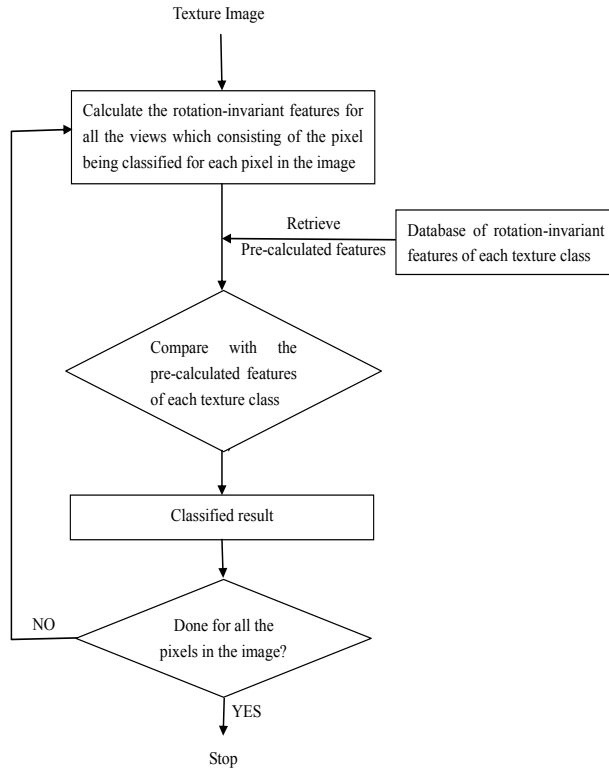 Texture Image
Calculate the rotation-invariant features for
all the views which consisting of the pixel
being classified for each pixel in the image
Retrieve
Pre-calculated features
Database of rotation-invariant
features of each texture class
Compare with the
pre-calculated features
of each texture class
Classified result
Done for all the
pixels in the image?
NO
YES
Stop